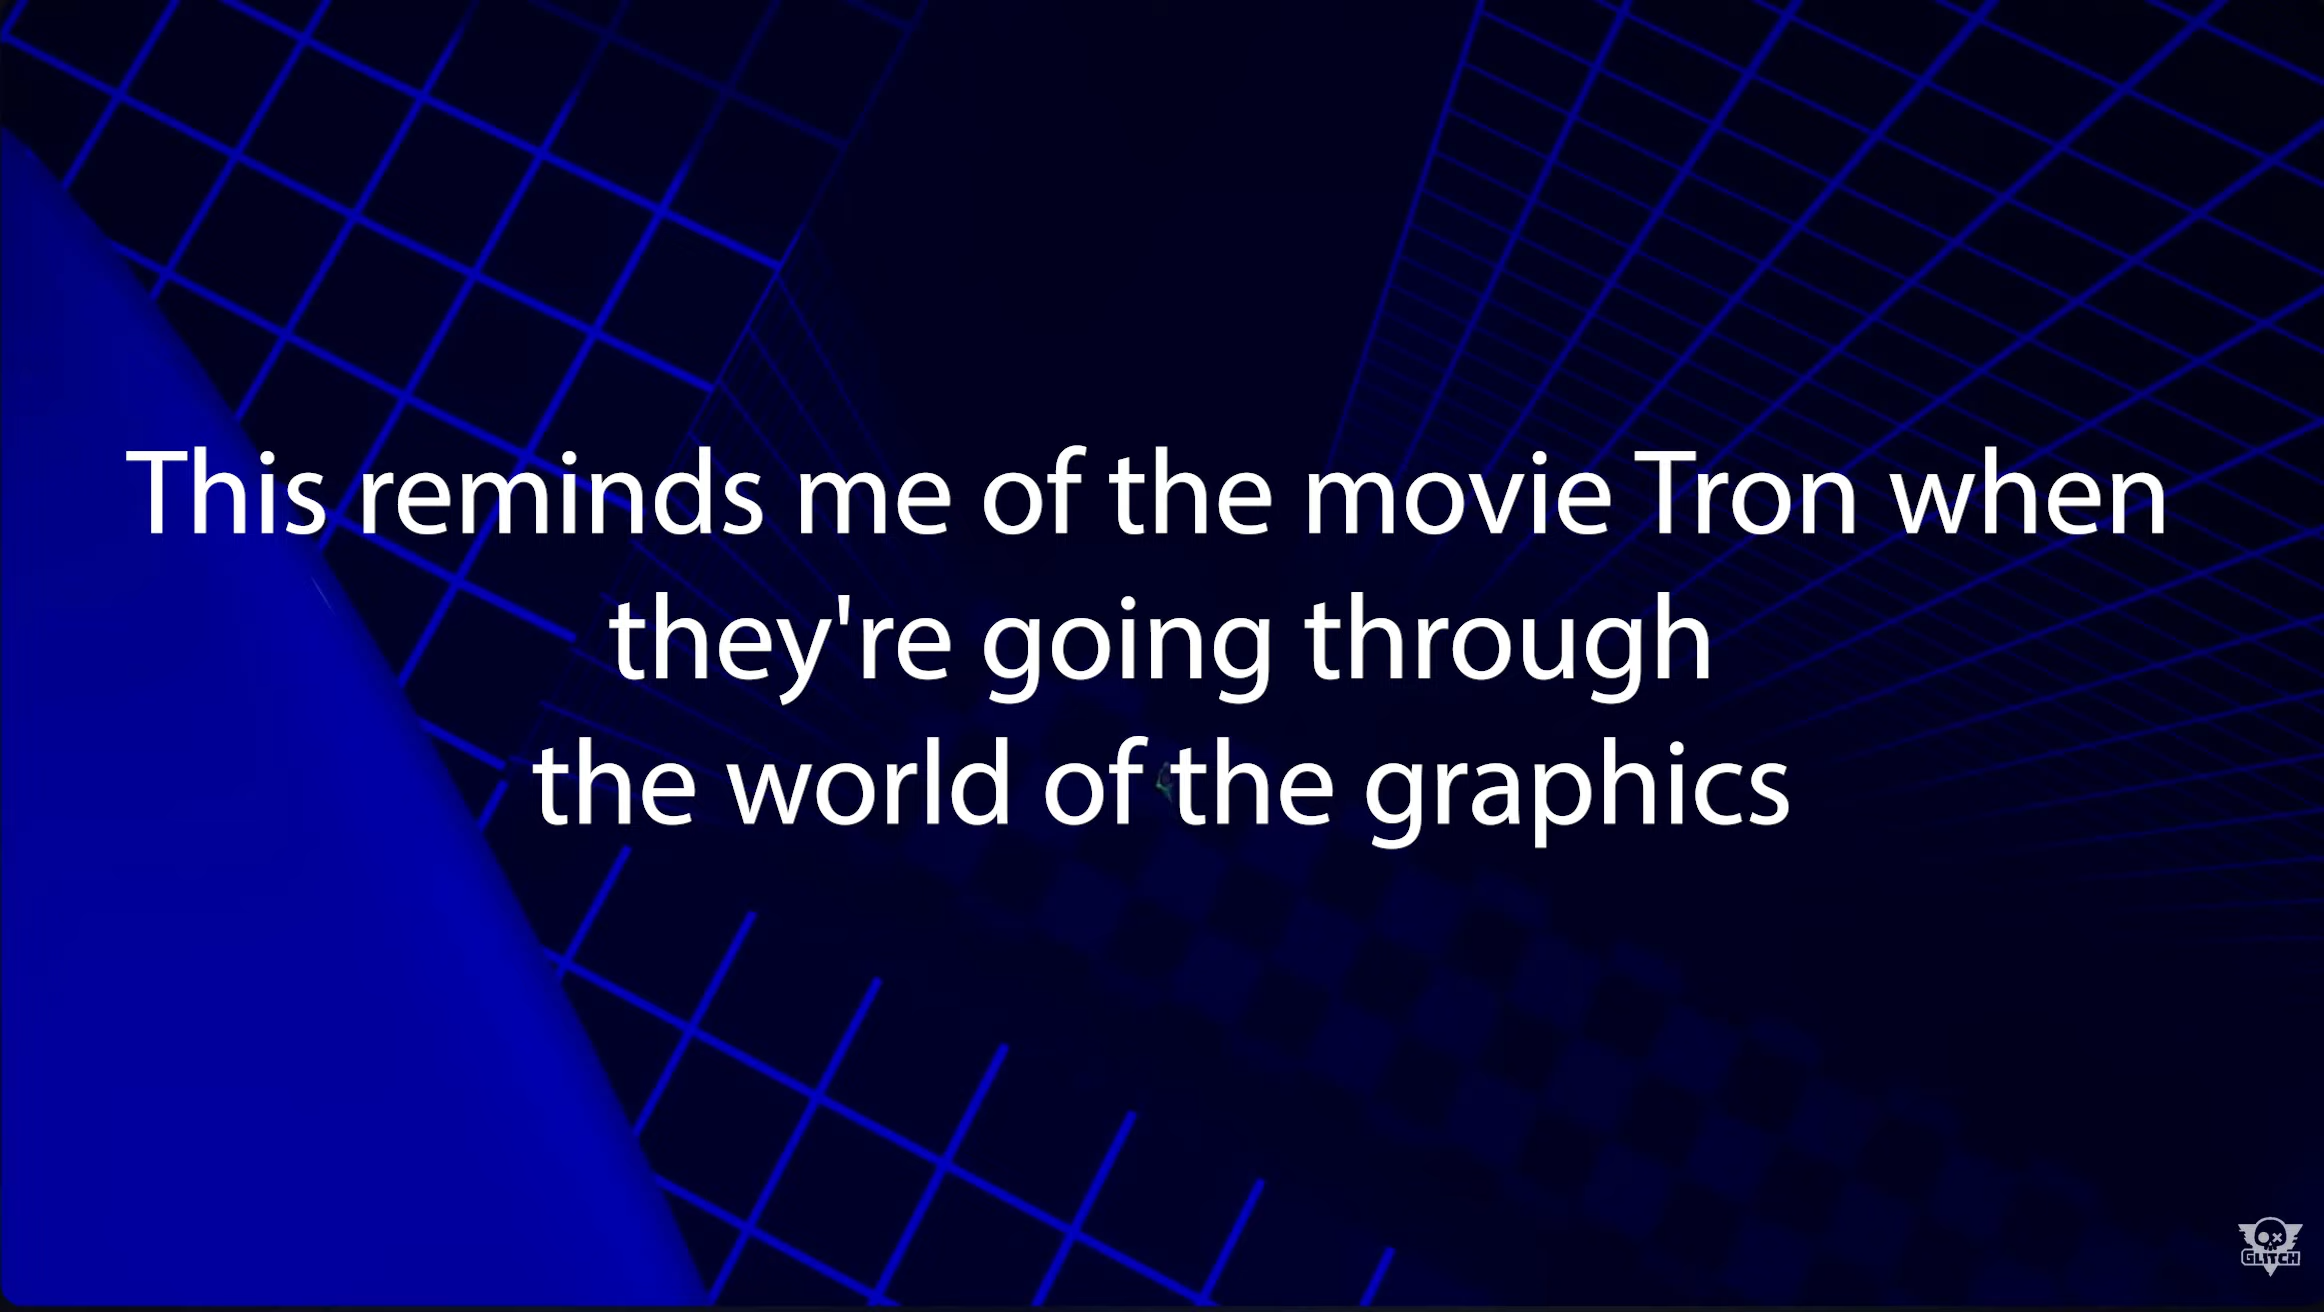 This reminds me of the movie Tron when
they're going through
the world of the graphics
GLITCH